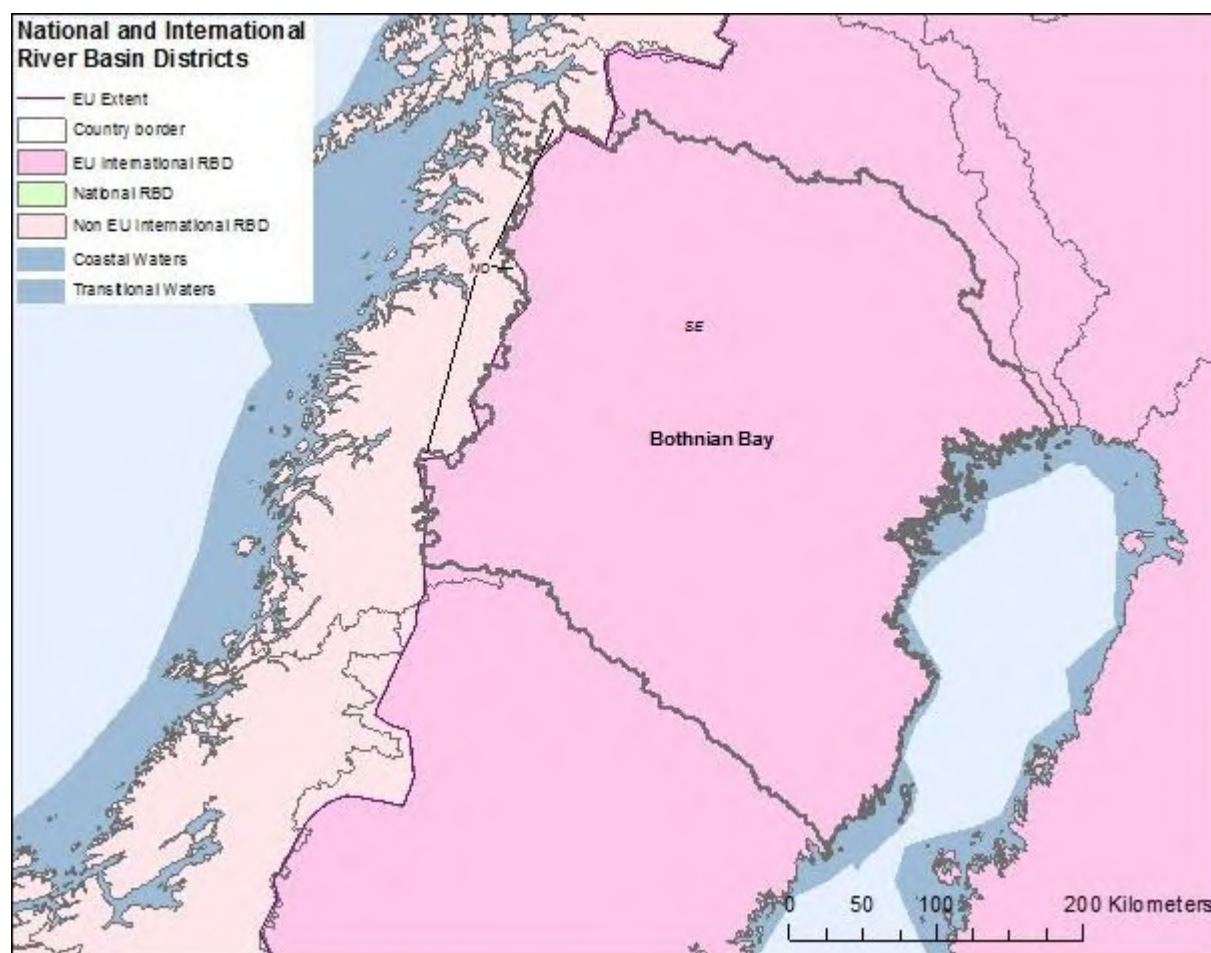 National and International
River Basin Districts
EU Extent
Country border
EU International RBD
National RBD
Non EU International RBD
Coastal Waters
Transitional Waters
NO
SE
Bothnian Bay
0 50 100 200 Kilometers